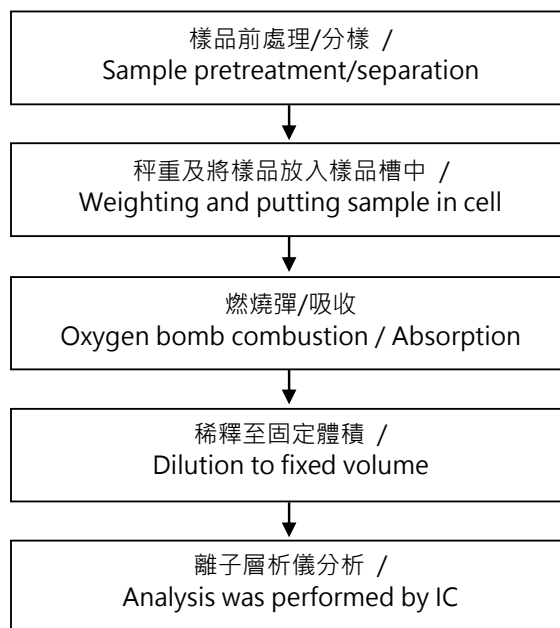 樣品前處理/分樣 /
Sample pretreatment/separation
秤重及將樣品放入樣品槽中 /
Weighting and putting sample in cell
燃燒彈/吸收
Oxygen bomb combustion / Absorption
稀釋至固定體積 /
Dilution to fixed volume
離子層析儀分析 /
Analysis was performed by IC